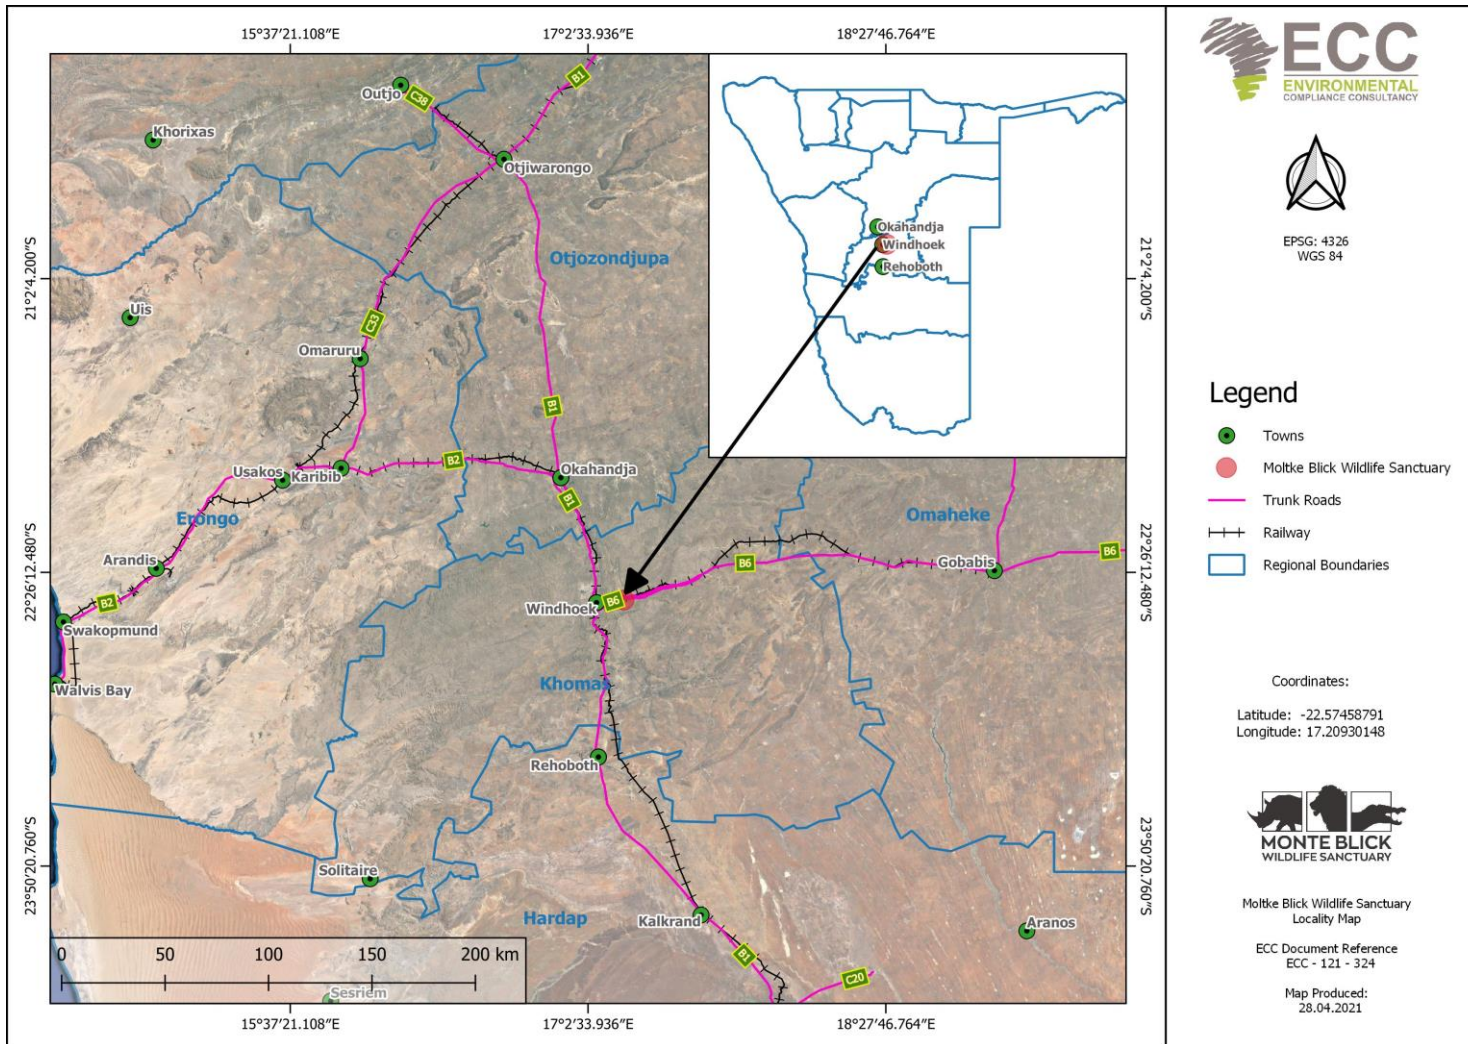 15°37'21.108"E
17°2'33.936"E
18°27'46.764"E
21°2'4.200"S
22°26'12.480"S
23°50'20.760"S
Outjo
C38
B1
Khorixas
Otjiwarongo
Otjozondjupa
Uis
C33
Omaruru
B1
Usakos
Karibib
B2
Okahandja
B1
Erongo
Omaheke
Arandis
B6
B6
Gobabis
B2
Windhoek
B6
Swakopmund
Khomas
Walvis Bay
Rehoboth
Solitaire
Hardap
Kalkrand
Aranos
B1
C20
Sesriem
0 50 100 150 200 km
Okahandja
Windhoek
Rehoboth
21°2'4.200"S
22°26'12.480"S
23°50'20.760"S
15°37'21.108"E
17°2'33.936"E
18°27'46.764"E
ECC
ENVIRONMENTAL
COMPLIANCE CONSULTANCY
EPSG: 4326
WGS 84
Legend
Towns
Moltke Blick Wildlife Sanctuary
Trunk Roads
Railway
Regional Boundaries
Coordinates:
Latitude: -22.57458791
Longitude: 17.20930148
MONTE BLICK
WILDLIFE SANCTUARY
Moltke Blick Wildlife Sanctuary
Locality Map
ECC Document Reference
ECC - 121 - 324
Map Produced:
28.04.2021